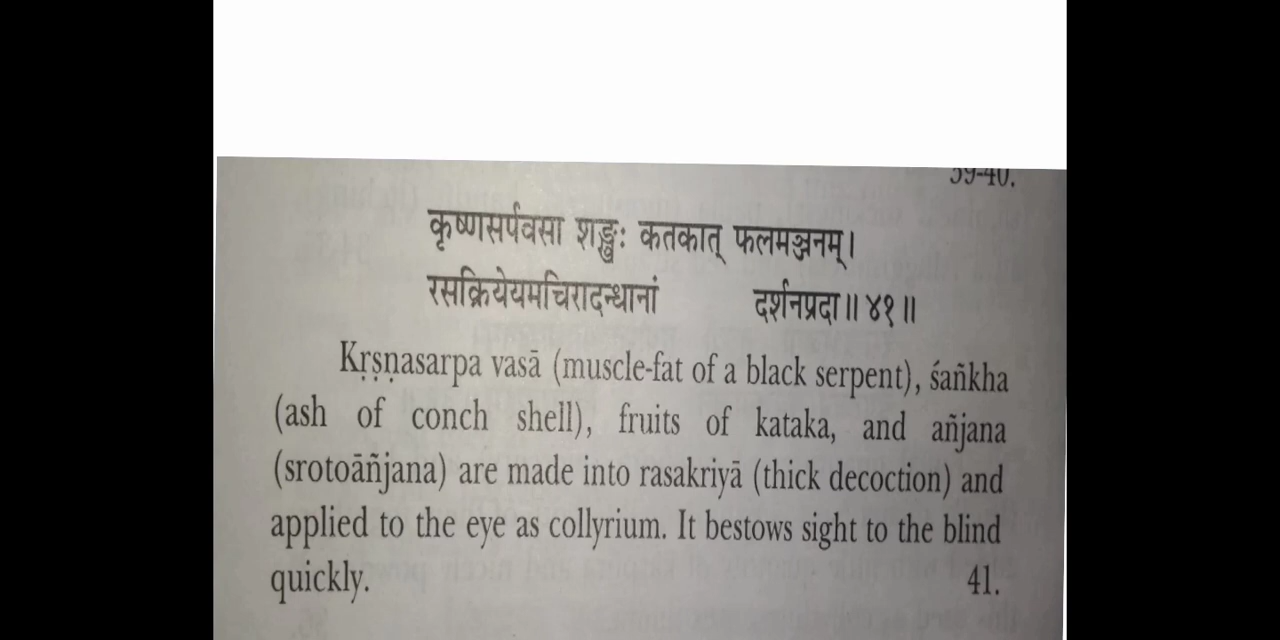 39-40.
कृष्णसर्पवसा शङ्खः कतकात् फलमञ्जनम्।
रसक्रियेयमचिरादन्धानां दर्शनप्रदा॥४१॥
Kṛṣṇasarpa vasā (muscle-fat of a black serpent), śañkha
(ash of conch shell), fruits of kataka, and añjana
(srotoāñjana) are made into rasakriyā (thick decoction) and
applied to the eye as collyrium. It bestows sight to the blind
quickly. 41.